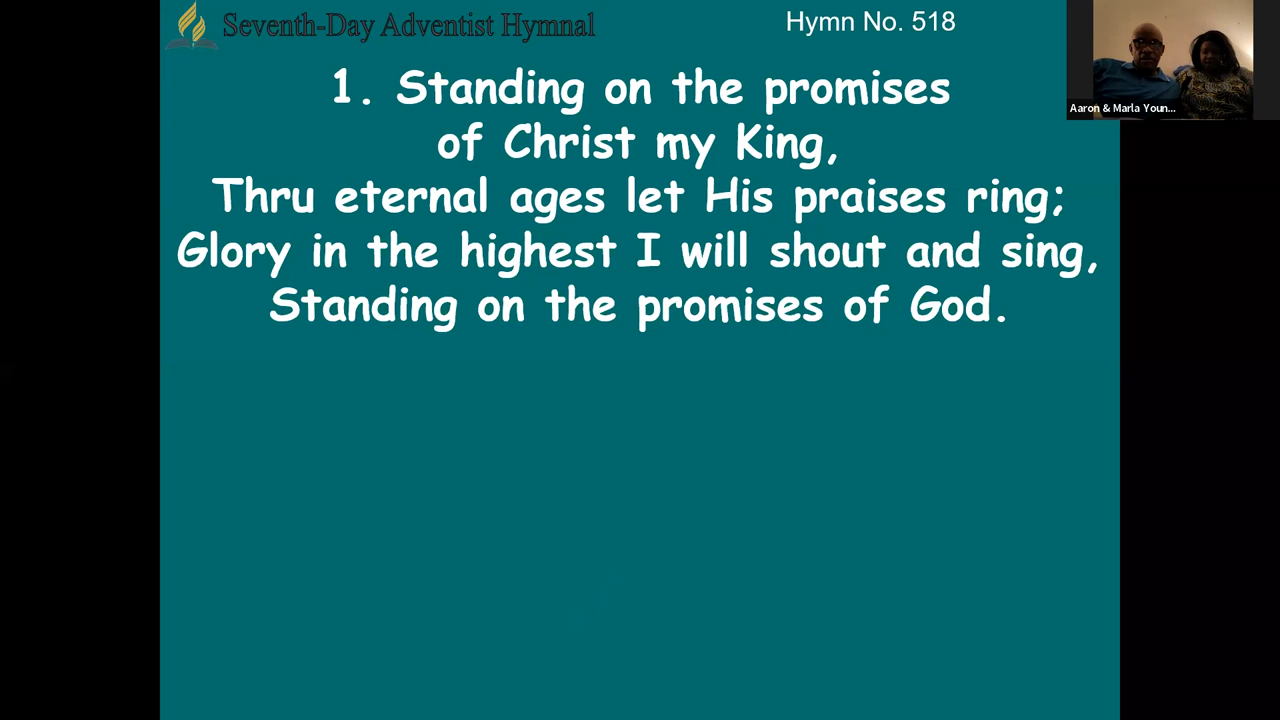 Seventh-Day Adventist Hymnal
Hymn No. 518
1. Standing on the promises
of Christ my King,
Thru eternal ages let His praises ring;
Glory in the highest I will shout and sing,
Standing on the promises of God.
Aaron & Marla Youn...